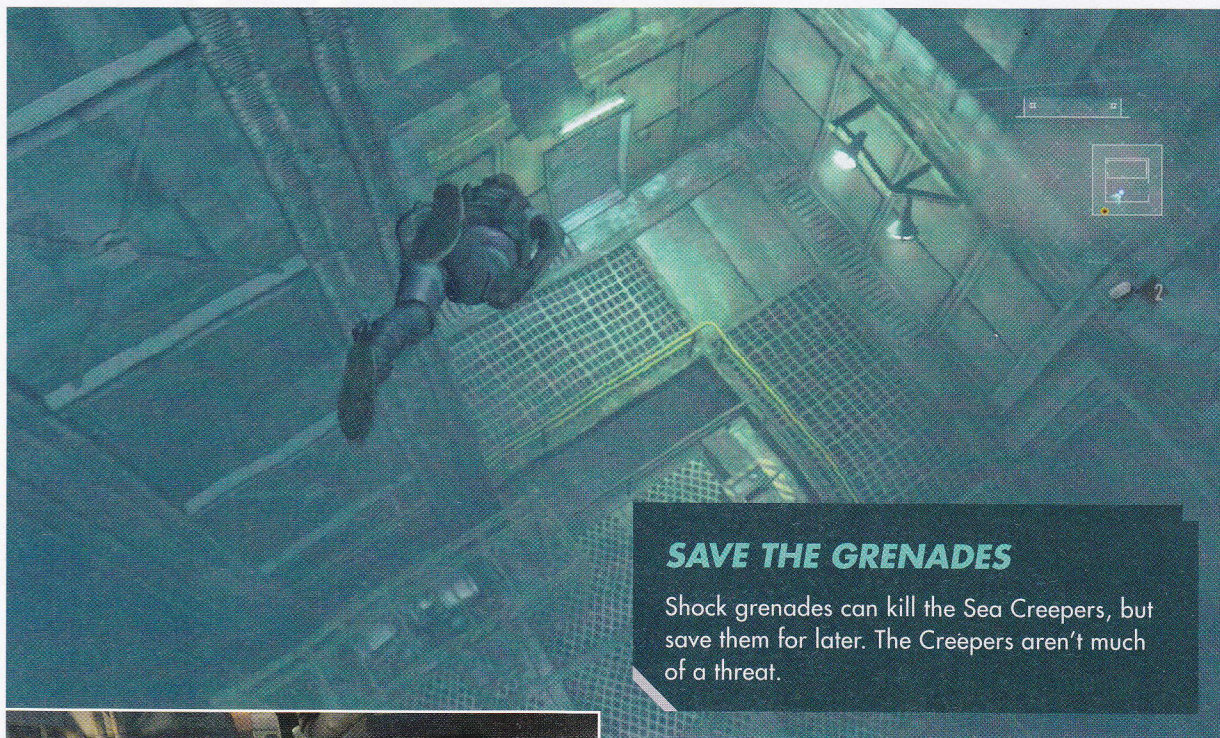 2
SAVE THE GRENADES
Shock grenades can kill the Sea Creepers, but
save them for later. The Creepers aren't much
of a threat.